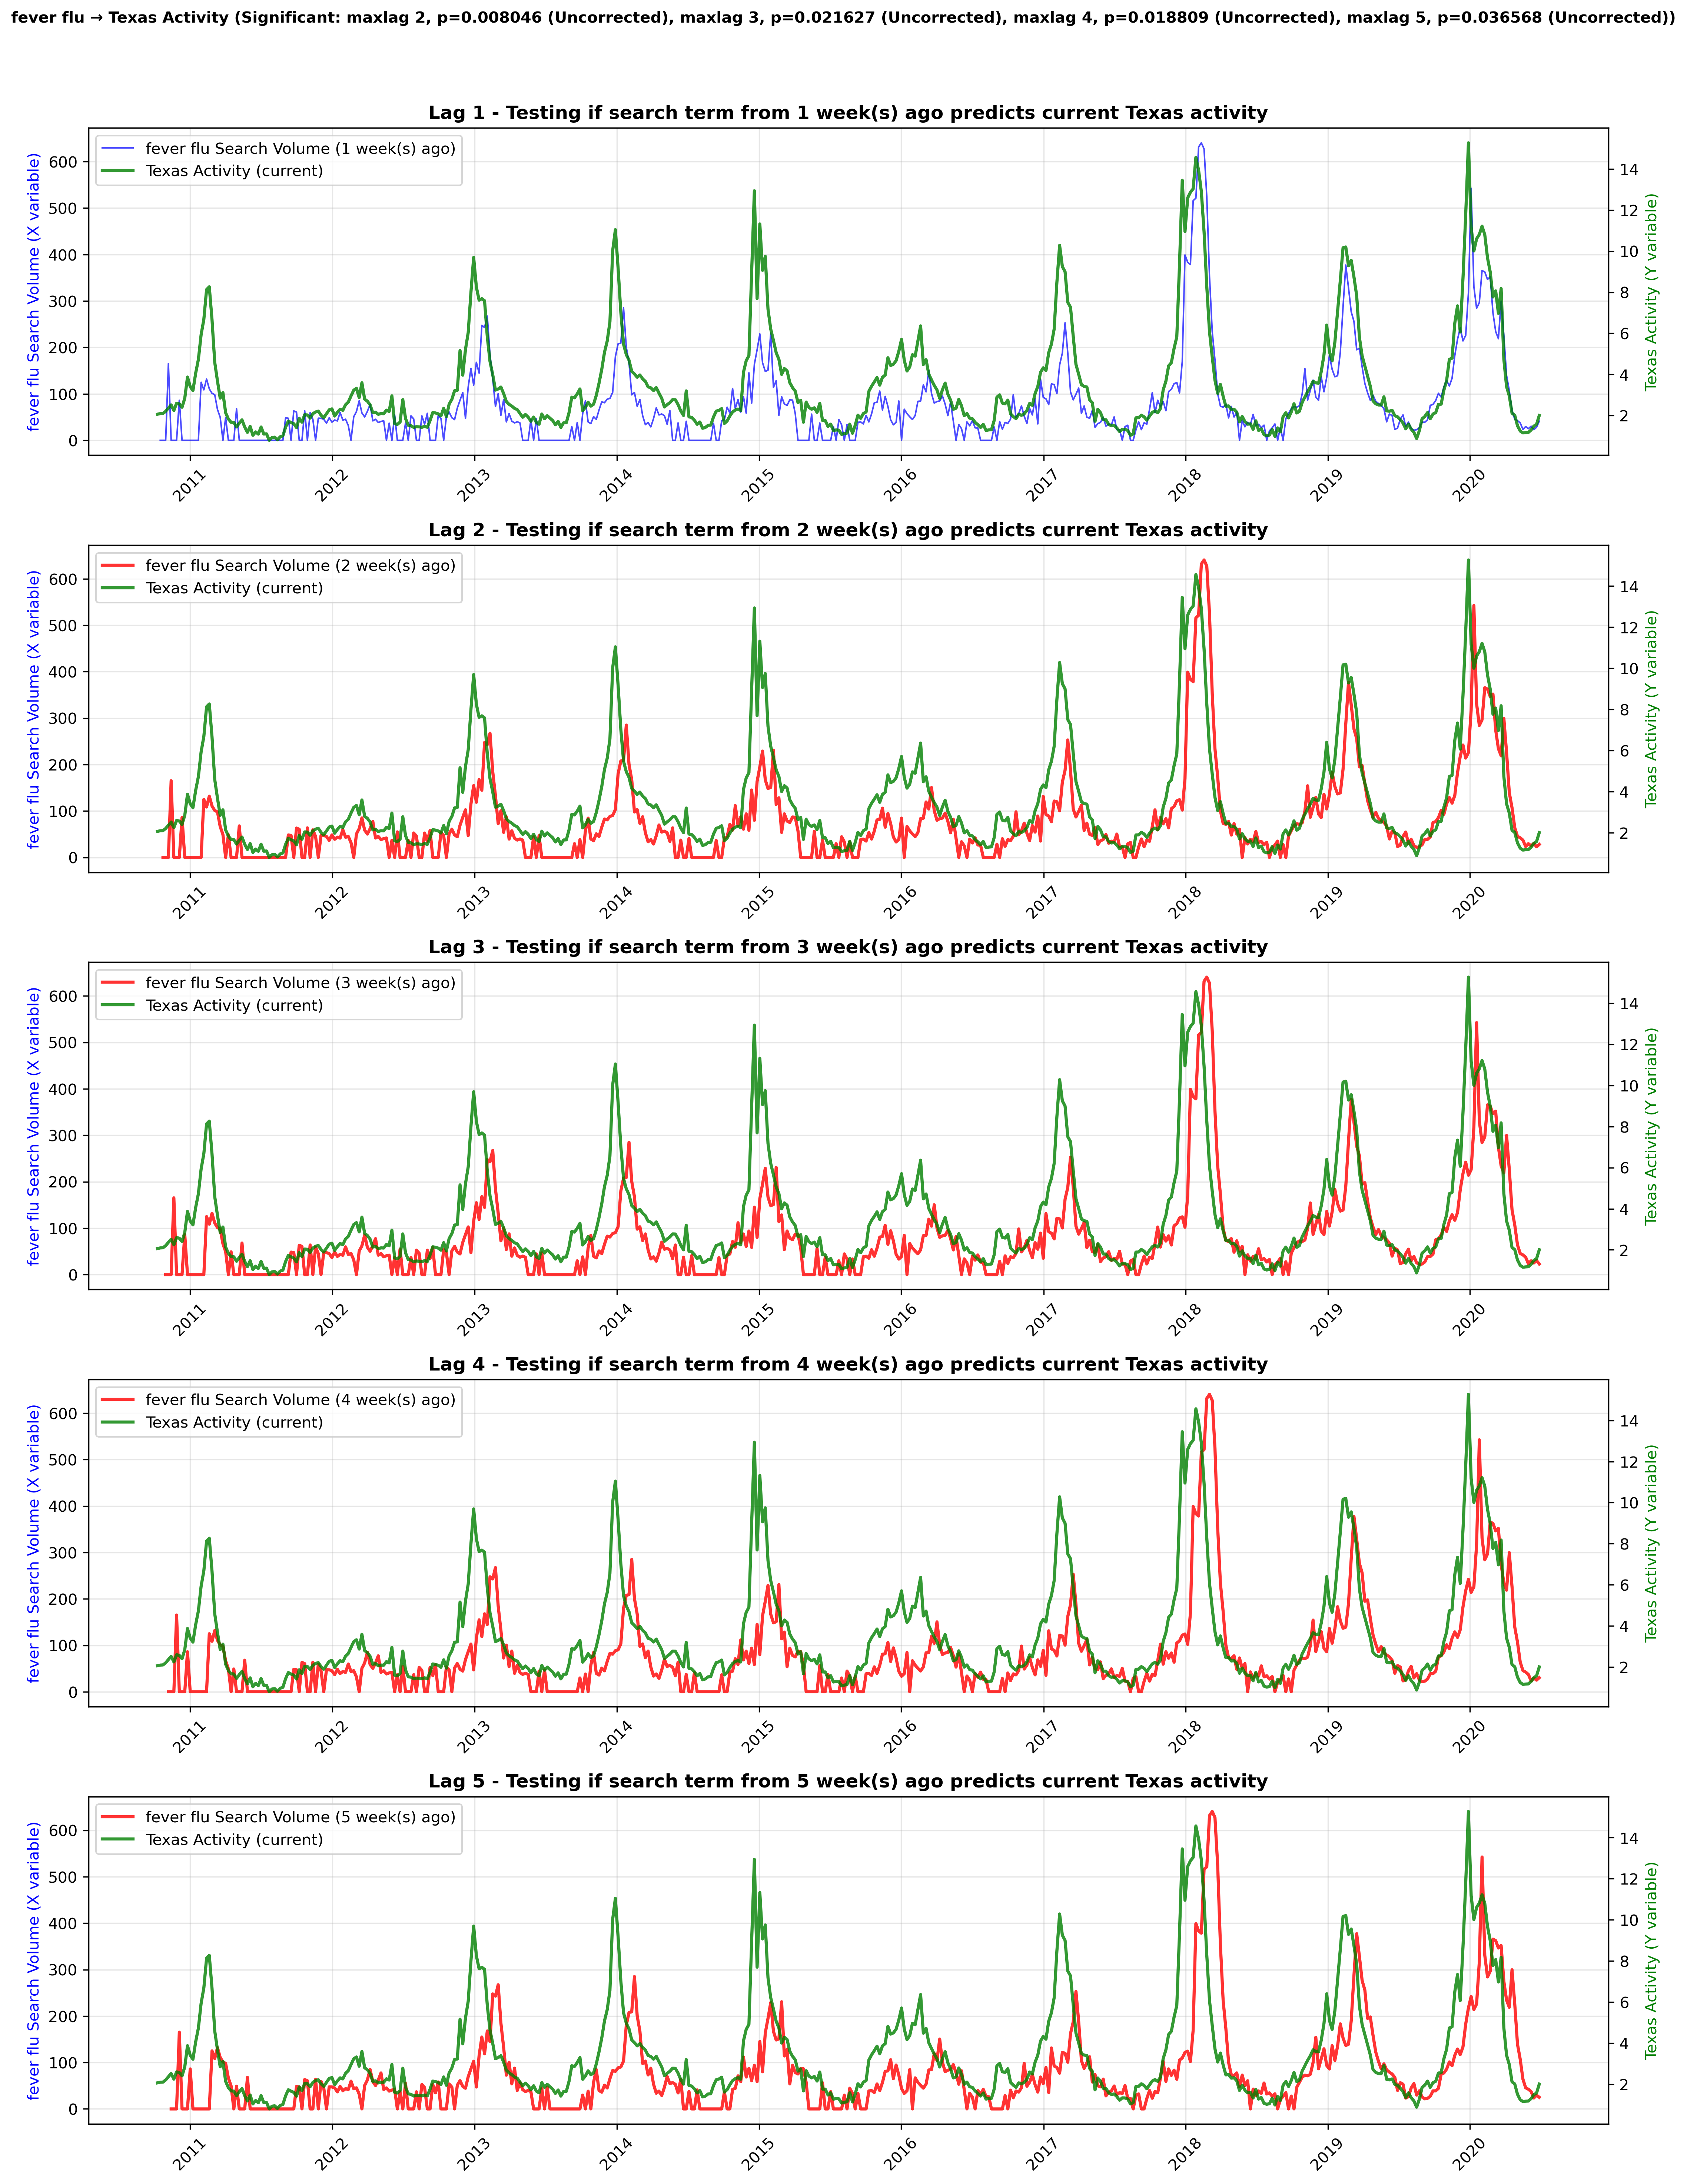 fever flu → Texas Activity (Significant: maxlag 2, p=0.008046 (Uncorrected), maxlag 3, p=0.021627 (Uncorrected), maxlag 4, p=0.018809 (Uncorrected), maxlag 5, p=0.036568 (Uncorrected))
Lag 1 - Testing if search term from 1 week(s) ago predicts current Texas activity
fever flu Search Volume (1 week(s) ago)
Texas Activity (current)
fever flu Search Volume (X variable)
600
500
400
300
200
100
0
14
12
10
8
6
4
2
Texas Activity (Y variable)
2011 2012 2013 2014 2015 2016 2017 2018 2019 2020
Lag 2 - Testing if search term from 2 week(s) ago predicts current Texas activity
fever flu Search Volume (2 week(s) ago)
Texas Activity (current)
fever flu Search Volume (X variable)
600
500
400
300
200
100
0
14
12
10
8
6
4
2
Texas Activity (Y variable)
2011 2012 2013 2014 2015 2016 2017 2018 2019 2020
Lag 3 - Testing if search term from 3 week(s) ago predicts current Texas activity
fever flu Search Volume (3 week(s) ago)
Texas Activity (current)
fever flu Search Volume (X variable)
600
500
400
300
200
100
0
14
12
10
8
6
4
2
Texas Activity (Y variable)
2011 2012 2013 2014 2015 2016 2017 2018 2019 2020
Lag 4 - Testing if search term from 4 week(s) ago predicts current Texas activity
fever flu Search Volume (4 week(s) ago)
Texas Activity (current)
fever flu Search Volume (X variable)
600
500
400
300
200
100
0
14
12
10
8
6
4
2
Texas Activity (Y variable)
2011 2012 2013 2014 2015 2016 2017 2018 2019 2020
Lag 5 - Testing if search term from 5 week(s) ago predicts current Texas activity
fever flu Search Volume (5 week(s) ago)
Texas Activity (current)
fever flu Search Volume (X variable)
600
500
400
300
200
100
0
14
12
10
8
6
4
2
Texas Activity (Y variable)
2011 2012 2013 2014 2015 2016 2017 2018 2019 2020